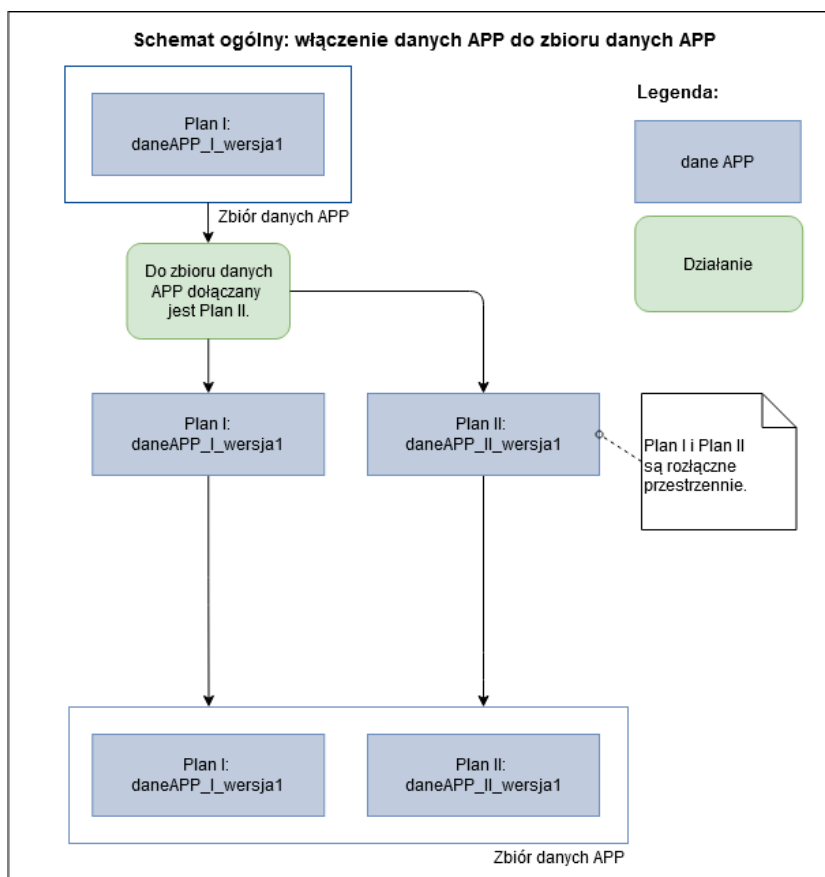 Schemat ogólny: włączenie danych APP do zbioru danych APP
Plan I:
daneAPP_I_wersja1
Zbiór danych APP
Legenda:
dane APP
Działanie
Do zbioru danych
APP dołączany
jest Plan II.
Plan I:
daneAPP_I_wersja1
Plan II:
daneAPP_II_wersja1
Plan I i Plan II
są rozłączne
przestrzennie.
Plan I:
daneAPP_I_wersja1
Plan II:
daneAPP_II_wersja1
Zbiór danych APP